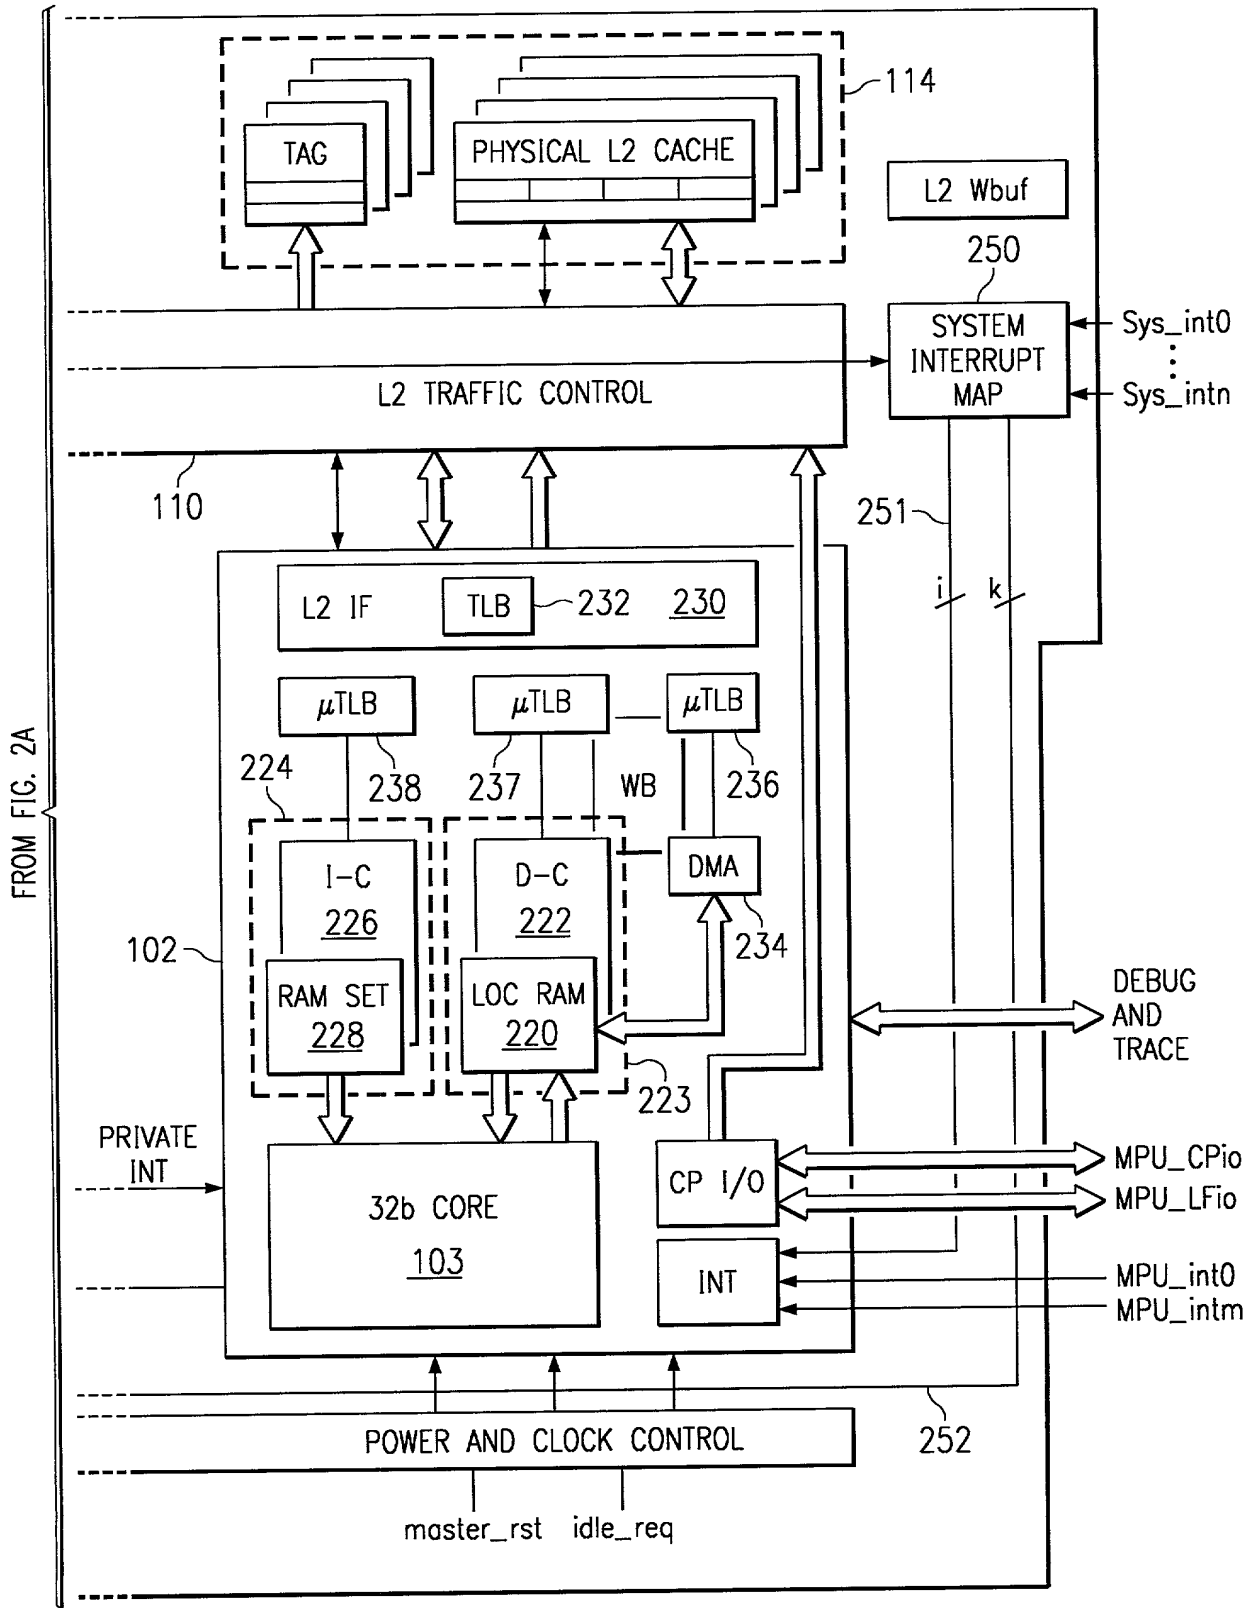 114
TAG
PHYSICAL L2 CACHE
L2 Wbuf
250
SYSTEM
INTERRUPT
MAP
Sys_int0
Sys_intn
L2 TRAFFIC CONTROL
110
251
i
k
L2 IF
TLB
232
230
μTLB
μTLB
μTLB
238
237
236
WB
224
FROM FIG. 2A
I-C
226
D-C
222
DMA
234
102
RAM SET
228
LOC RAM
220
223
DEBUG
AND
TRACE
PRIVATE
INT
32b CORE
103
CP I/O
MPU_CPio
MPU_LFio
INT
MPU_int0
MPU_intm
252
POWER AND CLOCK CONTROL
master_rst
idle_req